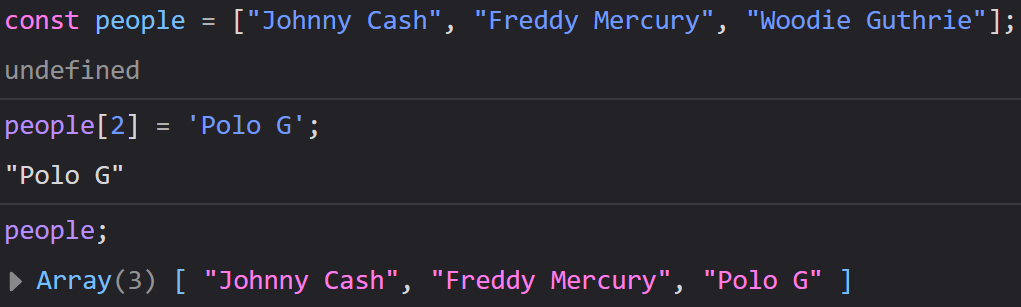 const people = ["Johnny Cash", "Freddy Mercury", "Woodie Guthrie"];
undefined
people[2] = 'Polo G';
"Polo G"
people;
Array(3) [ "Johnny Cash", "Freddy Mercury", "Polo G" ]